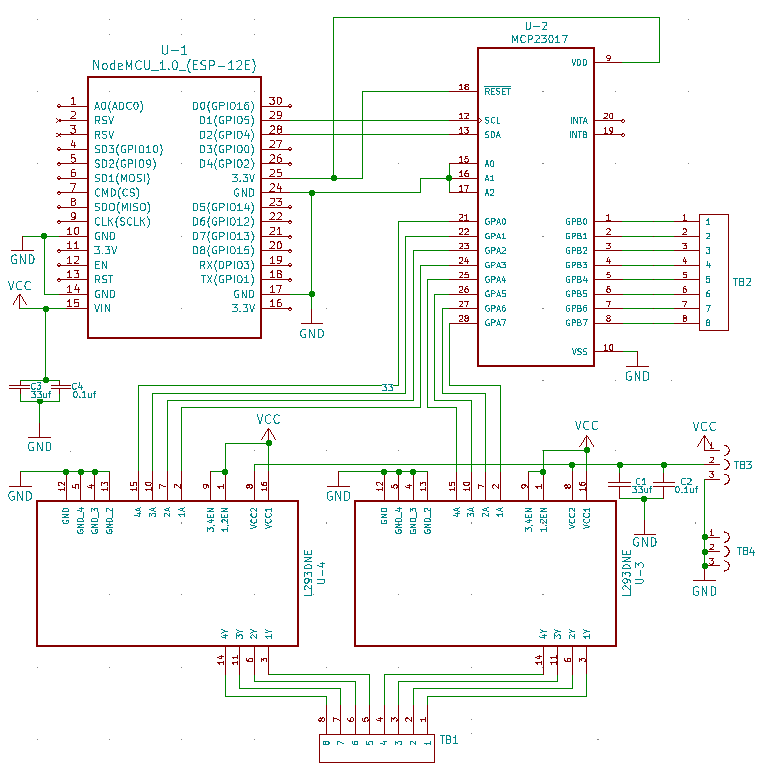 U-1
NodeMCU_1.0_(ESP-12E)
1 A0(ADC0) D0(GPIO16) 30
2 RSV D1(GPIO5) 29
3 RSV D2(GPIO4) 28
4 SD3(GPIO10) D3(GPIO0) 27
5 SD2(GPIO9) D4(GPIO2) 26
6 SD1(MOSI) 3.3V 25
7 CMD(CS) GND 24
8 SDO(MISO) D5(GPIO14) 23
9 CLK(SCLK) D6(GPIO12) 22
10 GND D7(GPIO13) 21
11 3.3V D8(GPIO15) 20
12 EN RX(DPIO3) 19
13 RST TX(GPIO1) 18
14 GND GND 17
15 VIN 3.3V 16
GND
VCC
GND
C3
33uf
C4
0.1uf
GND
U-2
MCP23017
VDD 9
18 RESET
12 SCL INTA 20
13 SDA INTB 19
15 A0
16 A1
17 A2
21 GPA0 GPB0 1
22 GPA1 GPB1 2
23 GPA2 GPB2 3
24 GPA3 GPB3 4
25 GPA4 GPB4 5
26 GPA5 GPB5 6
27 GPA6 GPB6 7
28 GPA7 GPB7 8
VSS 10
GND
1 1
2 2
3 3
4 4
5 5
6 6
7 7
8 8
TB2
33
VCC
GND
12 5 4 13 15 10 7 2 9 1 8 16
GND GND_4 GND_3 GND_2 4A 3A 2A 1A 3,4EN 1,2EN VCC2 VCC1
L293DNE
U-4
4Y 3Y 2Y 1Y
14 11 6 3
VCC
GND
12 5 4 13 15 10 7 2 9 1 8 16
GND GND_4 GND_3 GND_2 4A 3A 2A 1A 3,4EN 1,2EN VCC2 VCC1
L293DNE
U-3
4Y 3Y 2Y 1Y
14 11 6 3
C1
33uf
C2
0.1uf
GND
VCC
1
2
3
TB3
1
2
3
TB4
GND
8 7 6 5 4 3 2 1
8 7 6 5 4 3 2 1
TB1